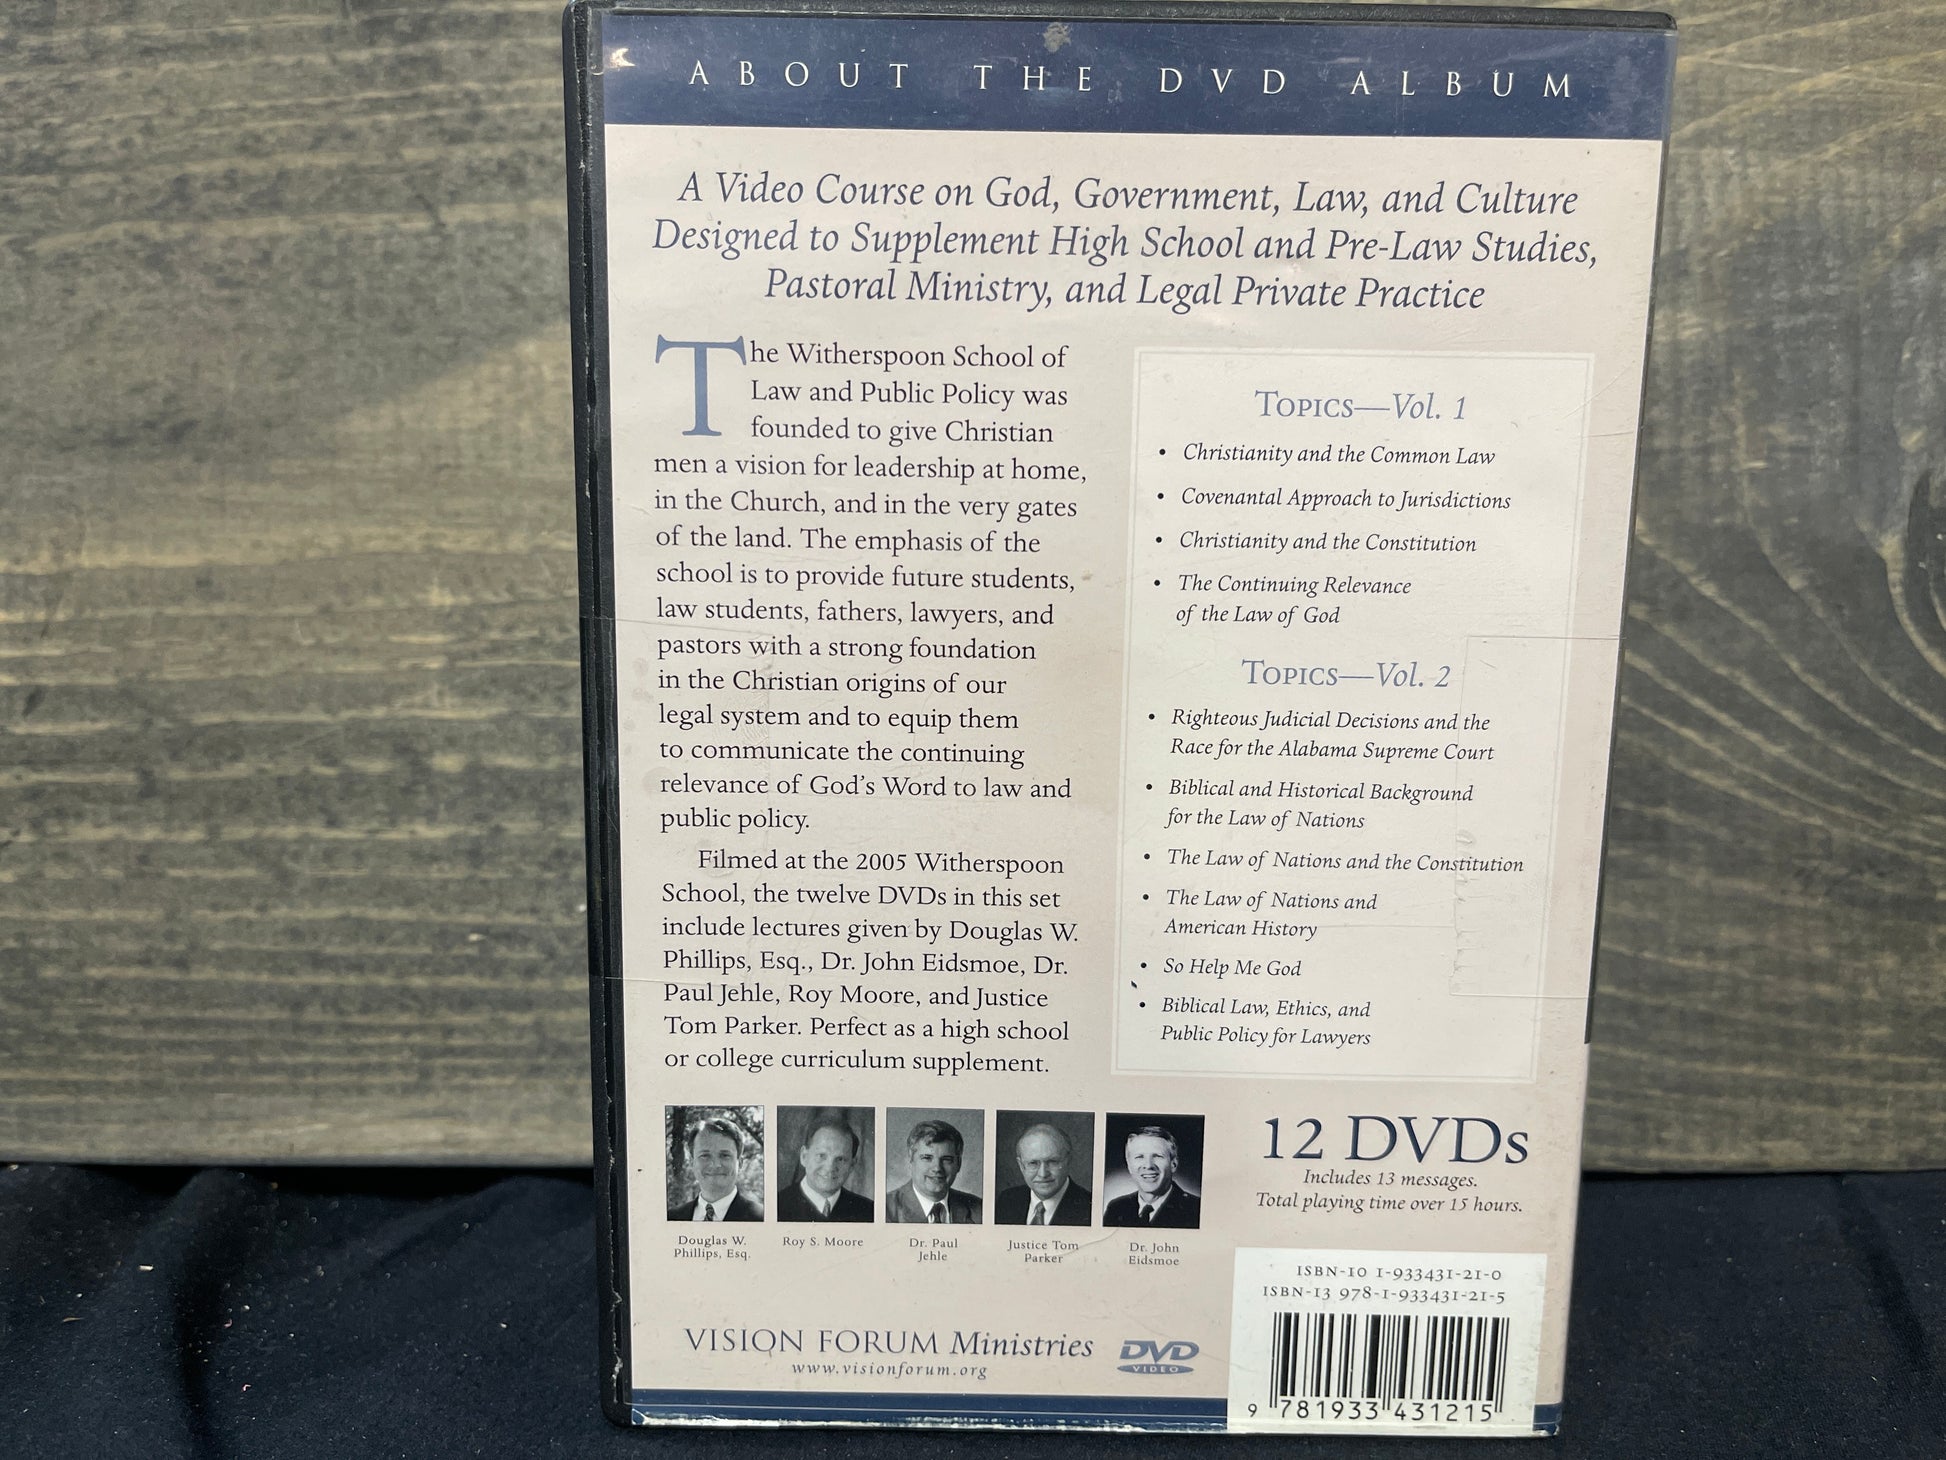 ABOUT THE DVD ALBUM
A Video Course on God, Government, Law, and Culture
Designed to Supplement High School and Pre-Law Studies,
Pastoral Ministry, and Legal Private Practice
The Witherspoon School of
Law and Public Policy was
founded to give Christian
men a vision for leadership at home,
in the Church, and in the very gates
of the land. The emphasis of the
school is to provide future students,
law students, fathers, lawyers, and
pastors with a strong foundation
in the Christian origins of our
legal system and to equip them
to communicate the continuing
relevance of God's Word to law and
public policy.
Filmed at the 2005 Witherspoon
School, the twelve DVDs in this set
include lectures given by Douglas W.
Phillips, Esq., Dr. John Eidsmoe, Dr.
Paul Jehle, Roy Moore, and Justice
Tom Parker. Perfect as a high school
or college curriculum supplement.
TOPICS—Vol. 1
• Christianity and the Common Law
• Covenantal Approach to Jurisdictions
• Christianity and the Constitution
• The Continuing Relevance
of the Law of God
TOPICS—Vol. 2
• Righteous Judicial Decisions and the
Race for the Alabama Supreme Court
• Biblical and Historical Background
for the Law of Nations
• The Law of Nations and the Constitution
• The Law of Nations and
American History
• So Help Me God
• Biblical Law, Ethics, and
Public Policy for Lawyers
Douglas W.
Phillips, Esq.
Roy S. Moore
Dr. Paul
Jehle
Justice Tom
Parker
Dr. John
Eidsmoe
12 DVDs
Includes 13 messages.
Total playing time over 15 hours.
ISBN-10 1-933431-21-0
ISBN-13 978-1-933431-21-5
9 781933 431215
VISION FORUM Ministries
www.visionforum.org
DVD
VIDEO